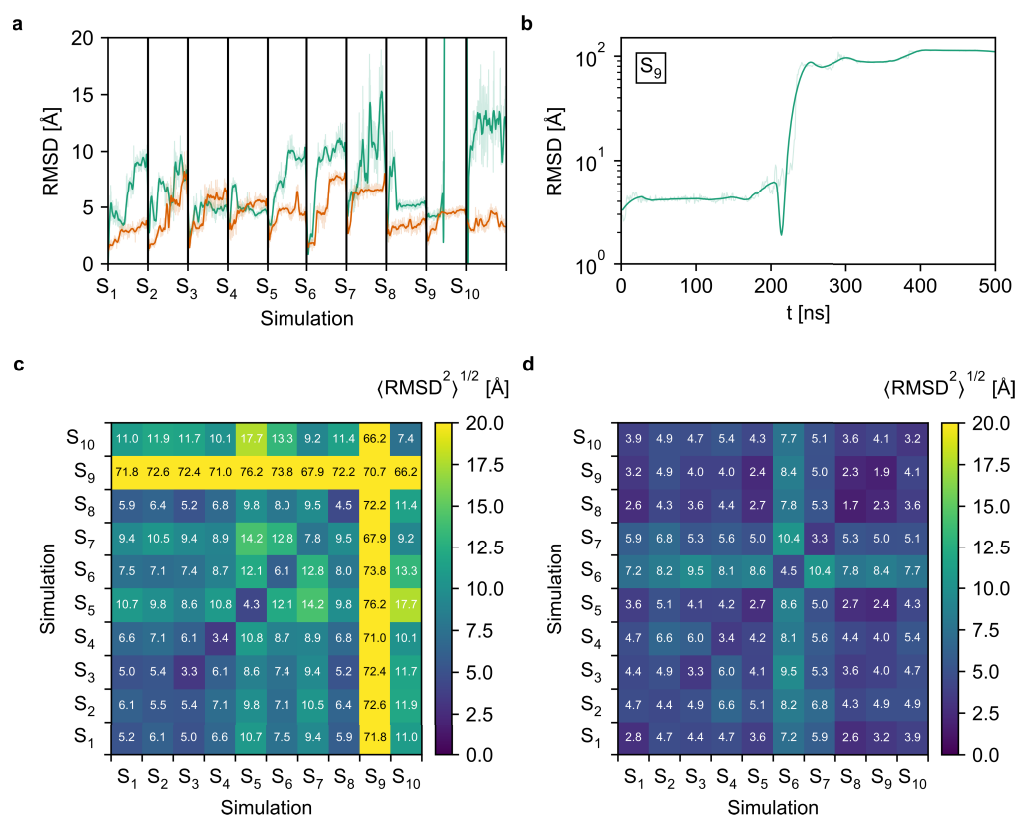 a
20
15
10
5
0
RMSD [Å]
S1 S2 S3 S4 S5 S6 S7 S8 S9 S10
Simulation
b
S9
10²
10¹
10⁰
RMSD [Å]
0 100 200 300 400 500
t [ns]
c
⟨RMSD²⟩^1/2 [Å]
S10 11.0 11.9 11.7 10.1 17.7 13.3 9.2 11.4 66.2 7.4
S9 71.8 72.6 72.4 71.0 76.2 73.8 67.9 72.2 70.7 66.2
S8 5.9 6.4 5.2 6.8 9.8 8.0 9.5 4.5 72.2 11.4
S7 9.4 10.5 9.4 8.9 14.2 12.8 7.8 9.5 67.9 9.2
S6 7.5 7.1 7.4 8.7 12.1 6.1 12.8 8.0 73.8 13.3
S5 10.7 9.8 8.6 10.8 4.3 12.1 14.2 9.8 76.2 17.7
S4 6.6 7.1 6.1 3.4 10.8 8.7 8.9 6.8 71.0 10.1
S3 5.0 5.4 3.3 6.1 8.6 7.4 9.4 5.2 72.4 11.7
S2 6.1 5.5 5.4 7.1 9.8 7.1 10.5 6.4 72.6 11.9
S1 5.2 6.1 5.0 6.6 10.7 7.5 9.4 5.9 71.8 11.0
S1 S2 S3 S4 S5 S6 S7 S8 S9 S10
Simulation
Simulation
20.0
17.5
15.0
12.5
10.0
7.5
5.0
2.5
0.0
d
⟨RMSD²⟩^1/2 [Å]
S10 3.9 4.9 4.7 5.4 4.3 7.7 5.1 3.6 4.1 3.2
S9 3.2 4.9 4.0 4.0 2.4 8.4 5.0 2.3 1.9 4.1
S8 2.6 4.3 3.6 4.4 2.7 7.8 5.3 1.7 2.3 3.6
S7 5.9 6.8 5.3 5.6 5.0 10.4 3.3 5.3 5.0 5.1
S6 7.2 8.2 9.5 8.1 8.6 4.5 10.4 7.8 8.4 7.7
S5 3.6 5.1 4.1 4.2 2.7 8.6 5.0 2.7 2.4 4.3
S4 4.7 6.6 6.0 3.4 4.2 8.1 5.6 4.4 4.0 5.4
S3 4.4 4.9 3.3 6.0 4.1 9.5 5.3 3.6 4.0 4.7
S2 4.7 4.4 4.9 6.6 5.1 8.2 6.8 4.3 4.9 4.9
S1 2.8 4.7 4.4 4.7 3.6 7.2 5.9 2.6 3.2 3.9
S1 S2 S3 S4 S5 S6 S7 S8 S9 S10
Simulation
Simulation
20.0
17.5
15.0
12.5
10.0
7.5
5.0
2.5
0.0